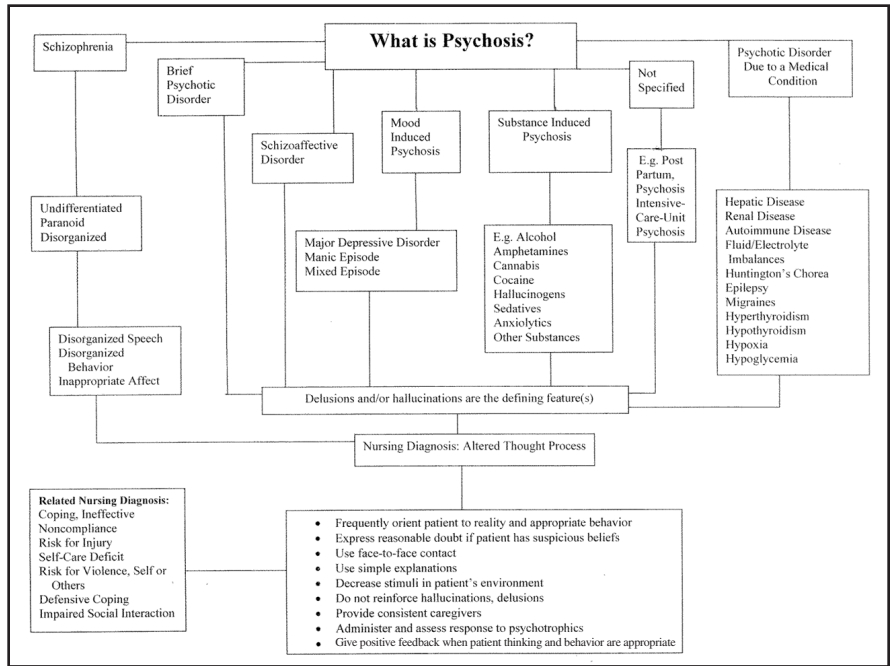 What is Psychosis?
Schizophrenia
Brief
Psychotic
Disorder
Schizoaffective
Disorder
Mood
Induced
Psychosis
Substance Induced
Psychosis
Not
Specified
Psychotic Disorder
Due to a Medical
Condition
Undifferentiated
Paranoid
Disorganized
Major Depressive Disorder
Manic Episode
Mixed Episode
E.g. Alcohol
Amphetamines
Cannabis
Cocaine
Hallucinogens
Sedatives
Anxiolytics
Other Substances
E.g. Post
Partum,
Psychosis
Intensive-
Care-Unit
Psychosis
Hepatic Disease
Renal Disease
Autoimmune Disease
Fluid/Electrolyte
Imbalances
Huntington's Chorea
Epilepsy
Migraines
Hyperthyroidism
Hypothyroidism
Hypoxia
Hypoglycemia
Disorganized Speech
Disorganized
Behavior
Inappropriate Affect
Delusions and/or hallucinations are the defining feature(s)
Nursing Diagnosis: Altered Thought Process
Related Nursing Diagnosis:
Coping, Ineffective
Noncompliance
Risk for Injury
Self-Care Deficit
Risk for Violence, Self or
Others
Defensive Coping
Impaired Social Interaction
• Frequently orient patient to reality and appropriate behavior
• Express reasonable doubt if patient has suspicious beliefs
• Use face-to-face contact
• Use simple explanations
• Decrease stimuli in patient's environment
• Do not reinforce hallucinations, delusions
• Provide consistent caregivers
• Administer and assess response to psychotrophics
• Give positive feedback when patient thinking and behavior are appropriate